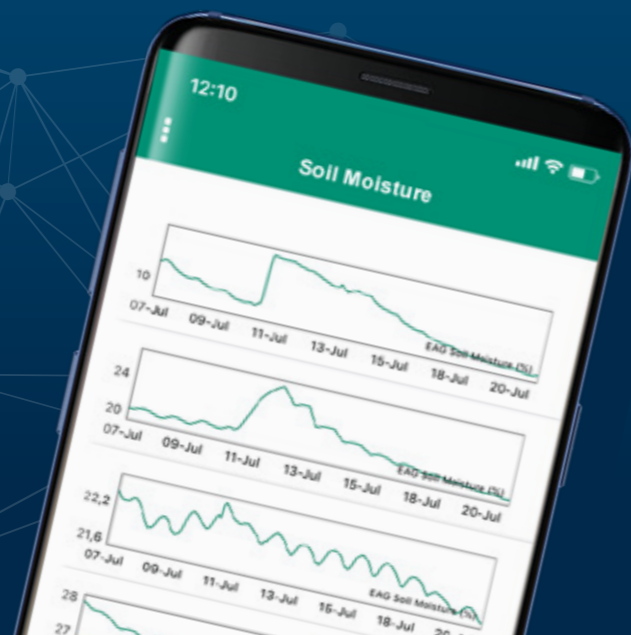 12:10
Soil Moisture
10
07-Jul 09-Jul 11-Jul 13-Jul 15-Jul 18-Jul 20-Jul
EAG Soil Moisture (%)
24
20
07-Jul 09-Jul 11-Jul 13-Jul 15-Jul 18-Jul 20-Jul
EAG Soil Moisture (%)
22,2
21,6
07-Jul 09-Jul 11-Jul 13-Jul 15-Jul 18-Jul
EAG Soil Moisture (%)
28
27